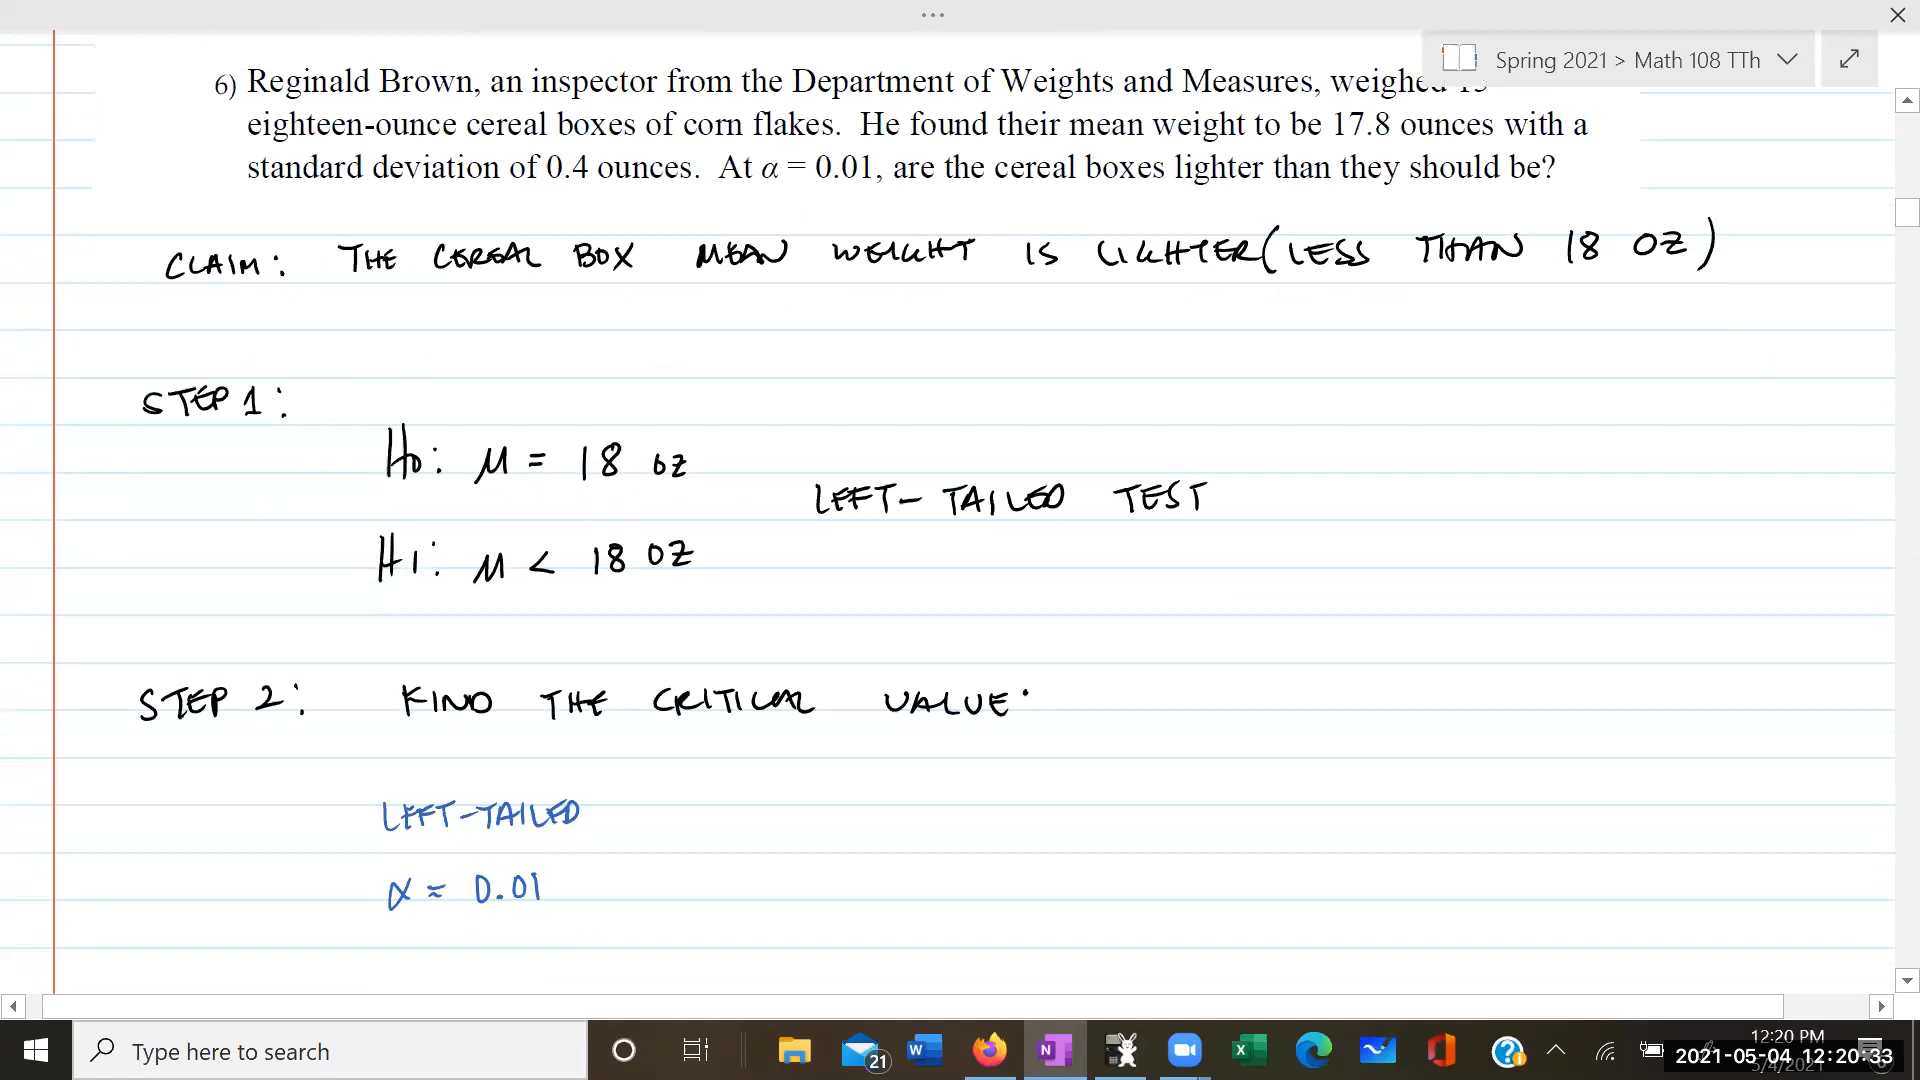 Spring 2021 > Math 108 TTh
6) Reginald Brown, an inspector from the Department of Weights and Measures, weighed
eighteen-ounce cereal boxes of corn flakes. He found their mean weight to be 17.8 ounces with a
standard deviation of 0.4 ounces. At α = 0.01, are the cereal boxes lighter than they should be?
CLAIM: THE CEREAL BOX MEAN WEIGHT IS LIGHTER (LESS THAN 18 OZ)
STEP 1:
H0: μ = 18 oz
LEFT-TAILED TEST
H1: μ < 18 OZ
STEP 2: FIND THE CRITICAL VALUE:
LEFT-TAILED
α = 0.01
Type here to search
21
12:20 PM
2021-05-04 12:20:33